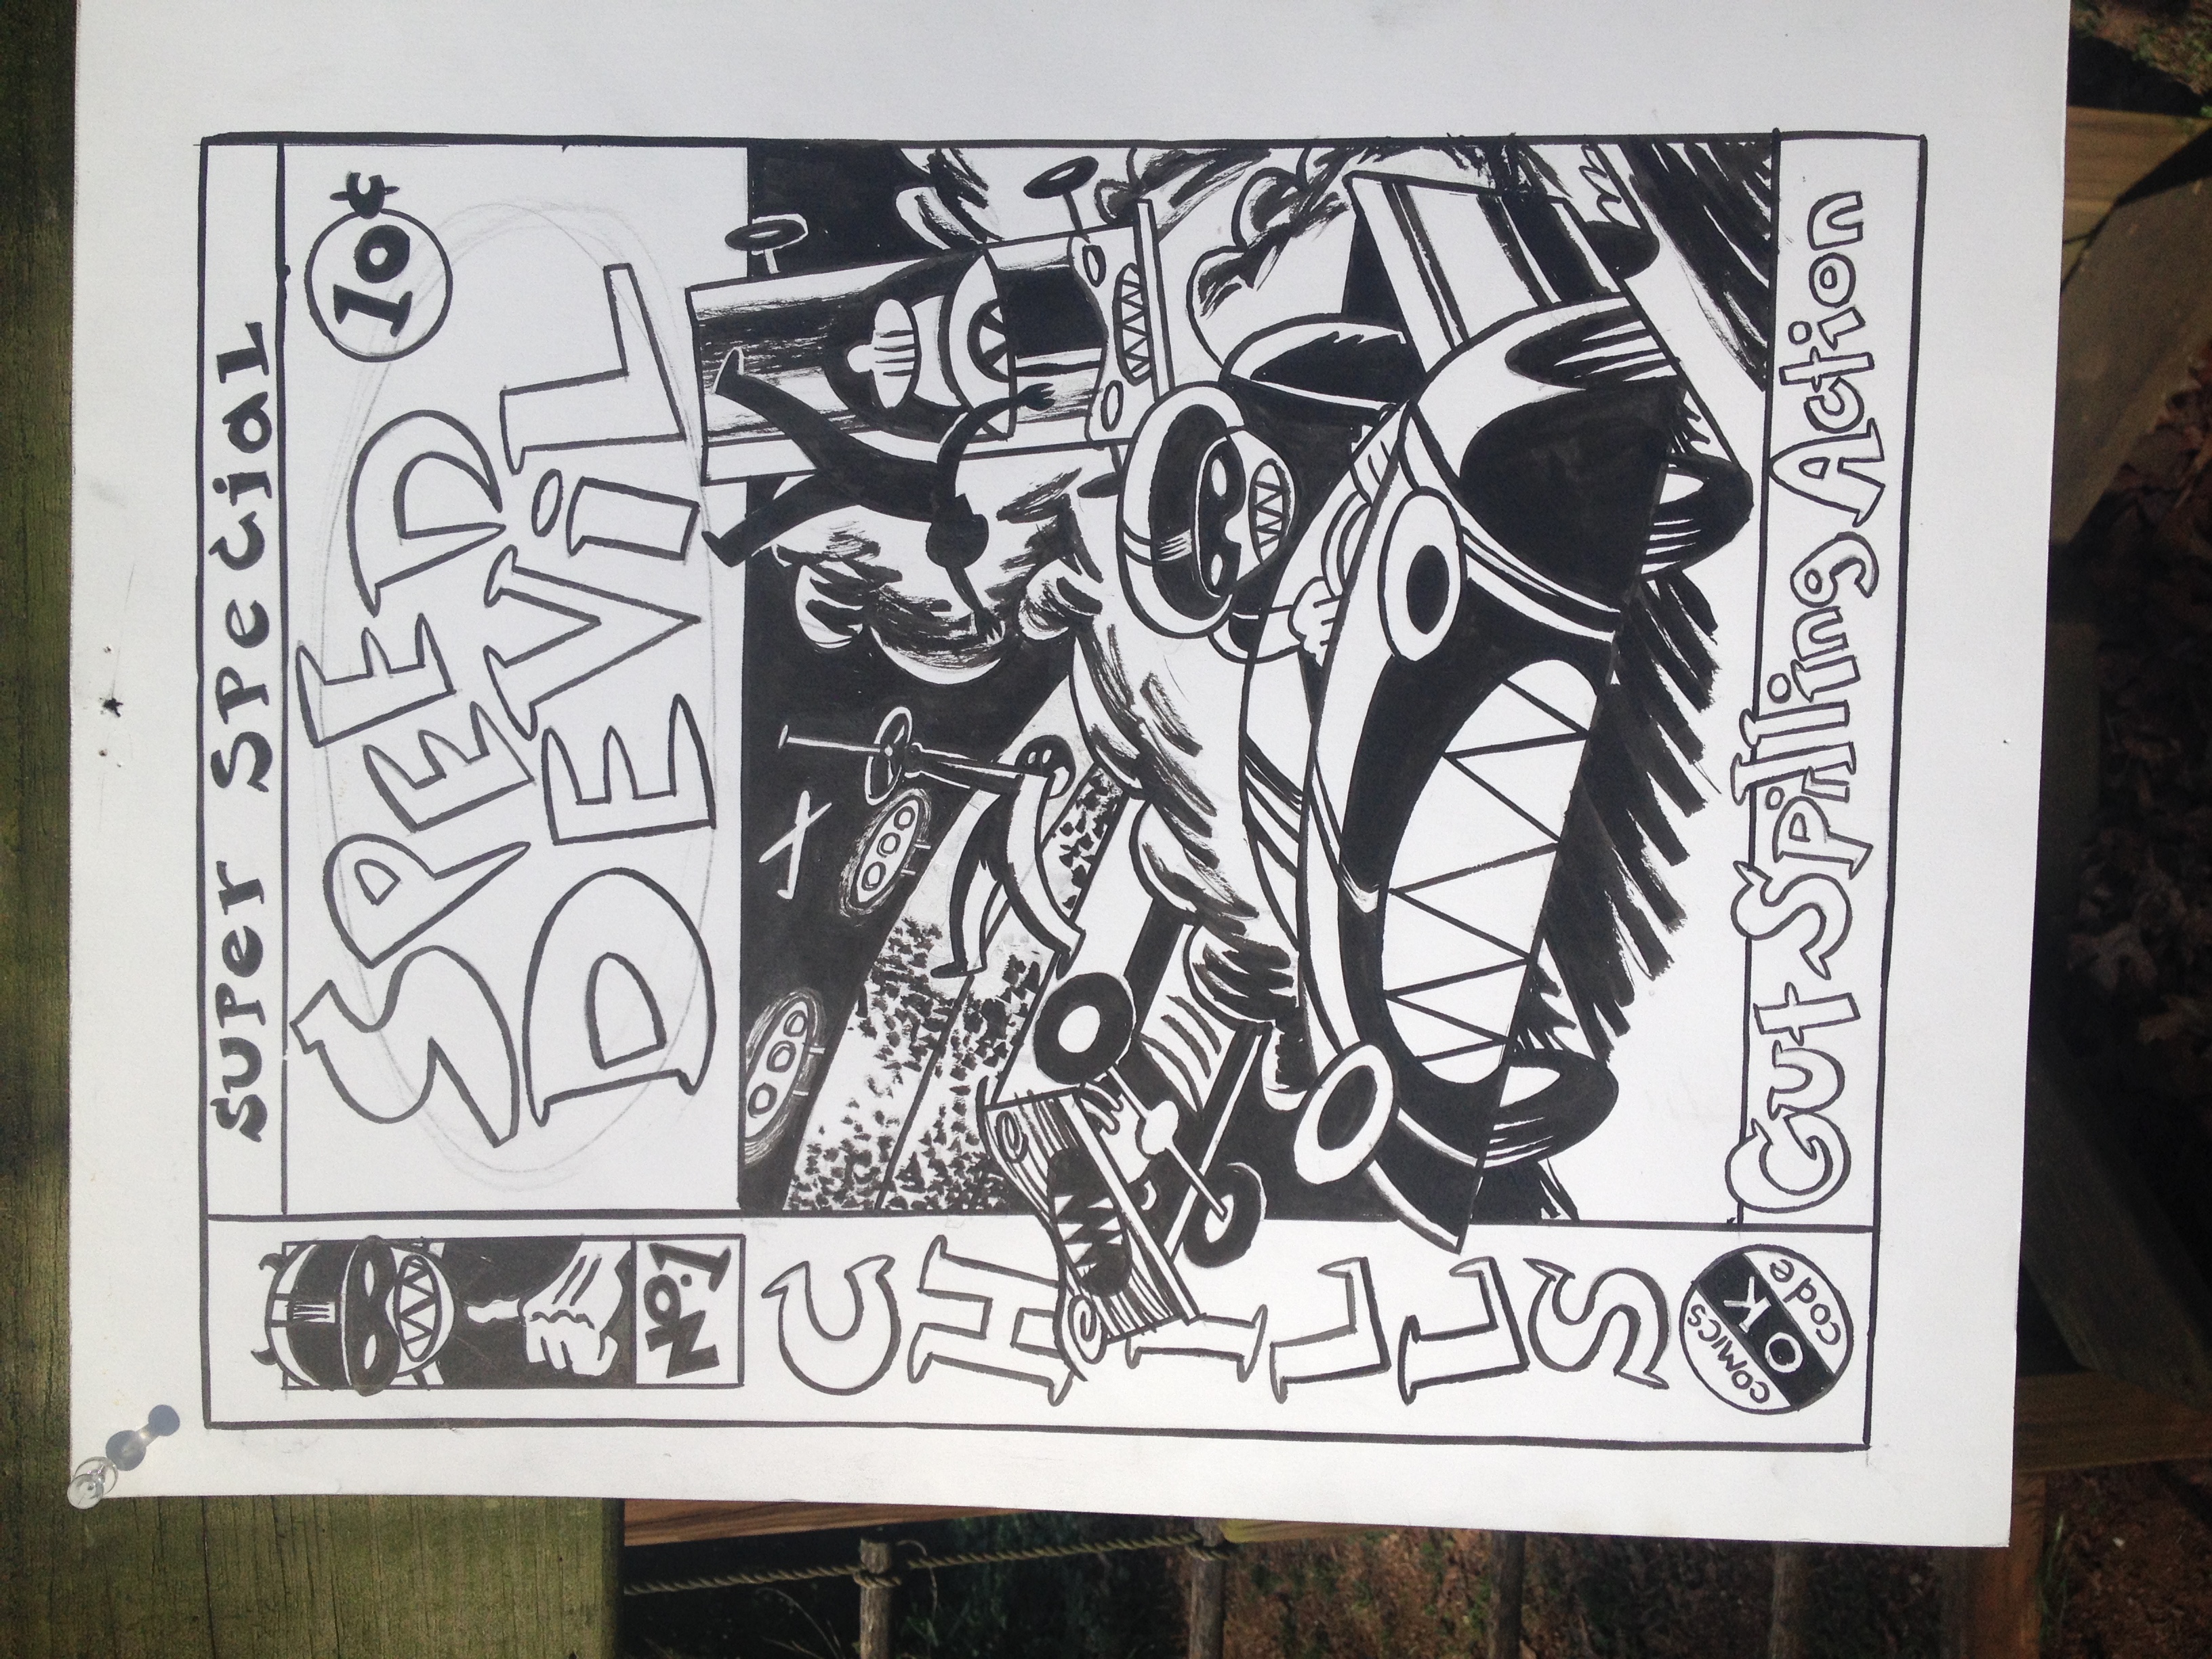 SUPer SPeCiaL
SPEED
DEViL
10¢
No.1
CHILLS
COMICS
OK
code
Gut Spilling Action